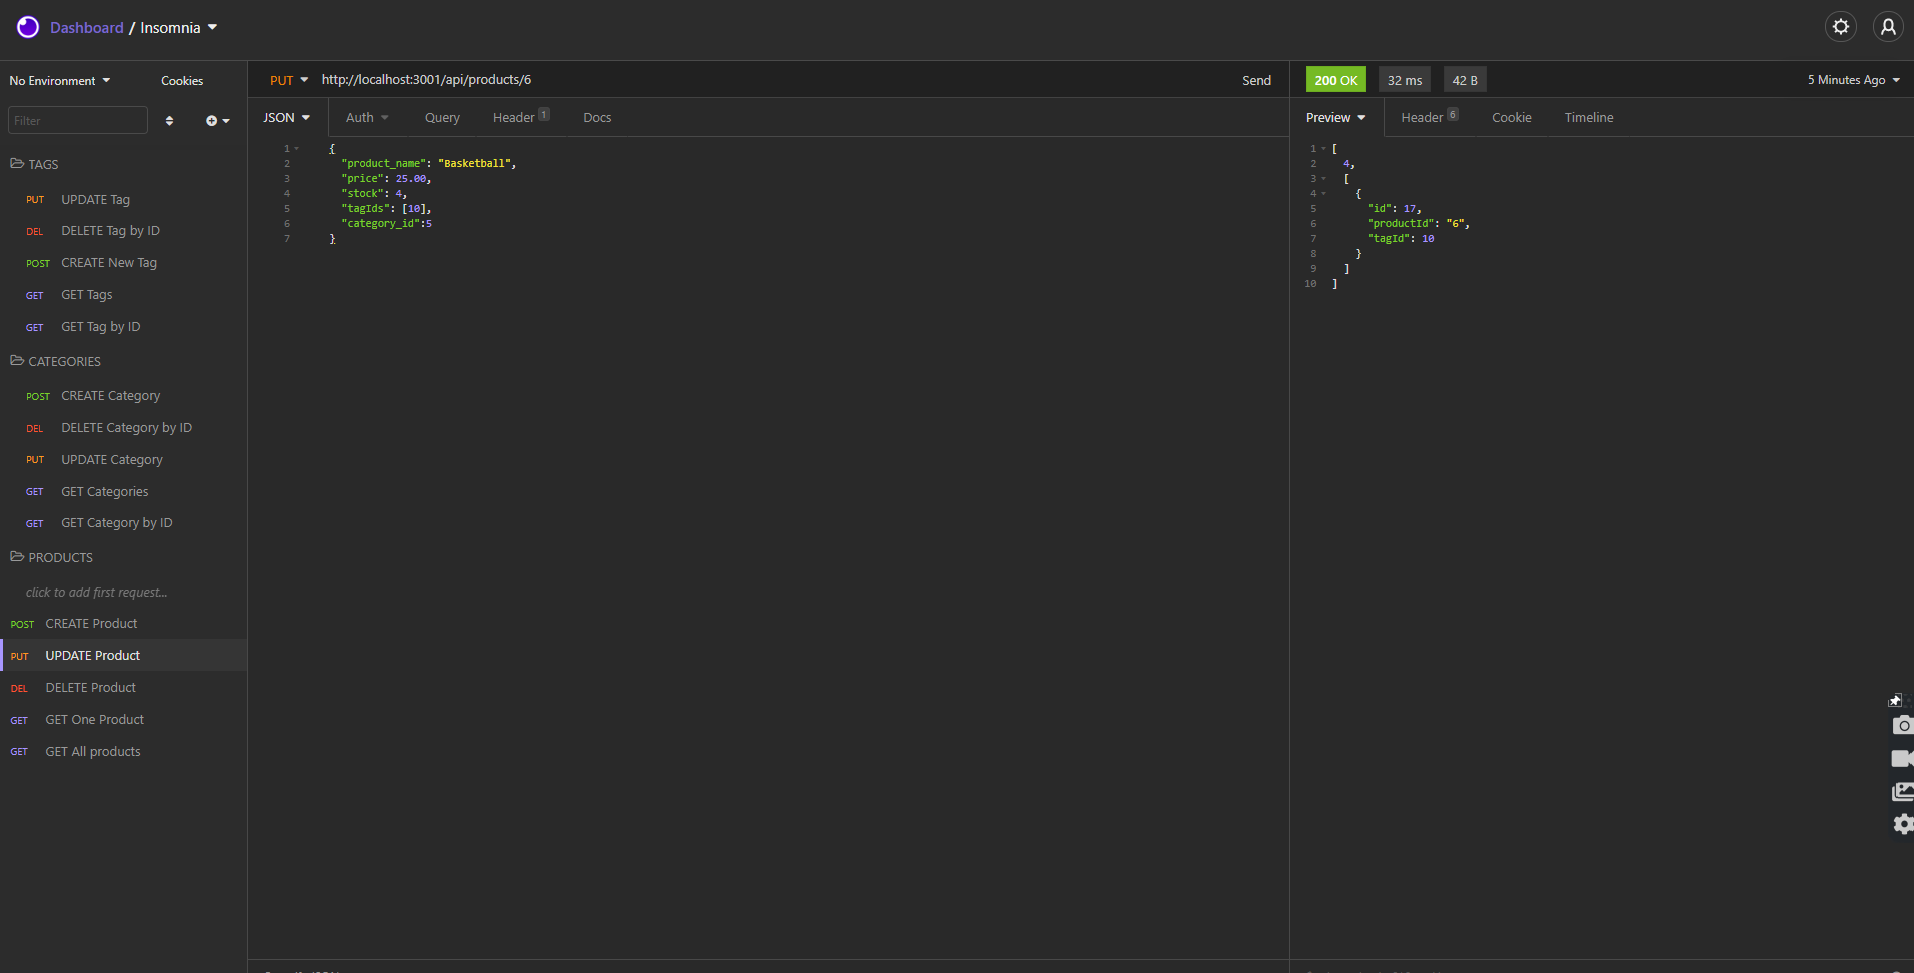 Dashboard / Insomnia
No Environment
Cookies
Filter
TAGS
PUT UPDATE Tag
DEL DELETE Tag by ID
POST CREATE New Tag
GET GET Tags
GET GET Tag by ID
CATEGORIES
POST CREATE Category
DEL DELETE Category by ID
PUT UPDATE Category
GET GET Categories
GET GET Category by ID
PRODUCTS
click to add first request...
POST CREATE Product
PUT UPDATE Product
DEL DELETE Product
GET GET One Product
GET GET All products
PUT http://localhost:3001/api/products/6 Send
JSON Auth Query Header 1 Docs
1 {
2 "product_name": "Basketball",
3 "price": 25.00,
4 "stock": 4,
5 "tagIds": [10],
6 "category_id":5
7 }
200 OK 32 ms 42 B 5 Minutes Ago
Preview Header 6 Cookie Timeline
1 [
2 4,
3 [
4 {
5 "id": 17,
6 "productId": "6",
7 "tagId": 10
8 }
9 ]
10 ]